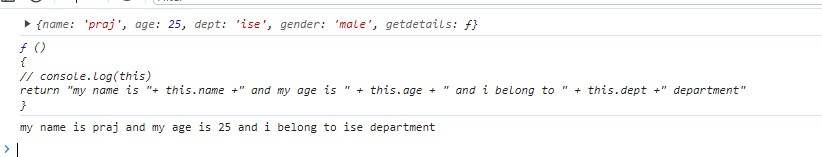 ▶ {name: 'praj', age: 25, dept: 'ise', gender: 'male', getdetails: ƒ}
ƒ ()
{
// console.log(this)
return "my name is "+ this.name +" and my age is " + this.age + " and i belong to " + this.dept +" department"
}
my name is praj and my age is 25 and i belong to ise department
>